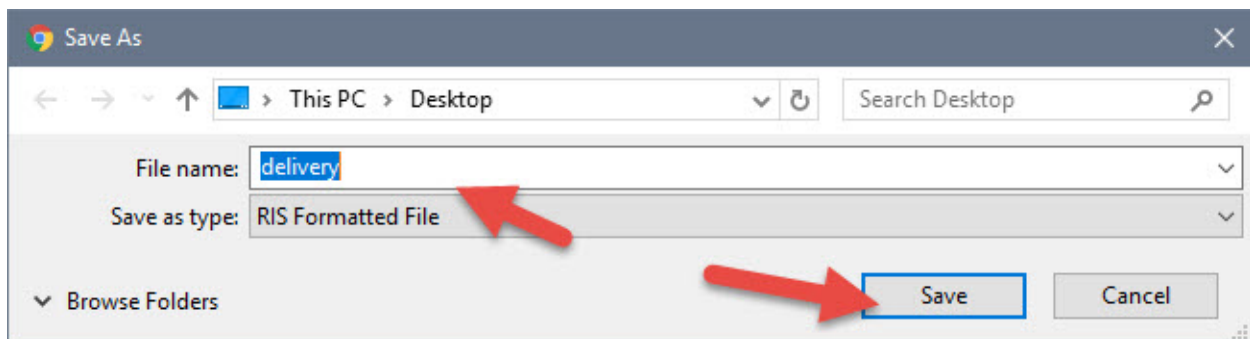 Save As
This PC > Desktop
Search Desktop
File name: delivery
Save as type: RIS Formatted File
Browse Folders
Save
Cancel